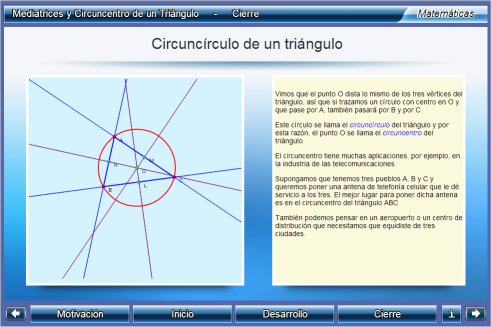 Mediatrices y Circuncentro de un Triángulo - Cierre
Matemáticas
Circuncírculo de un triángulo
A
M
N
O
B
L
Vimos que el punto O dista lo mismo de los tres vértices del
triángulo, así que si trazamos un círculo con centro en O y
que pase por A, también pasará por B y por C.
Este círculo se llama el circuncírculo del triángulo y por
esta razón, el punto O se llama el circuncentro del
triángulo.
El circuncentro tiene muchas aplicaciones, por ejemplo, en
la industria de las telecomunicaciones.
Supongamos que tenemos tres pueblos A, B y C y
queremos poner una antena de telefonía celular que le dé
servicio a los tres. El mejor lugar para poner dicha antena
es en el circuncentro del triángulo ABC
También podemos pensar en un aeropuerto o un centro de
distribución que necesitamos que equidiste de tres
ciudades.
Motivación
Inicio
Desarrollo
Cierre
i